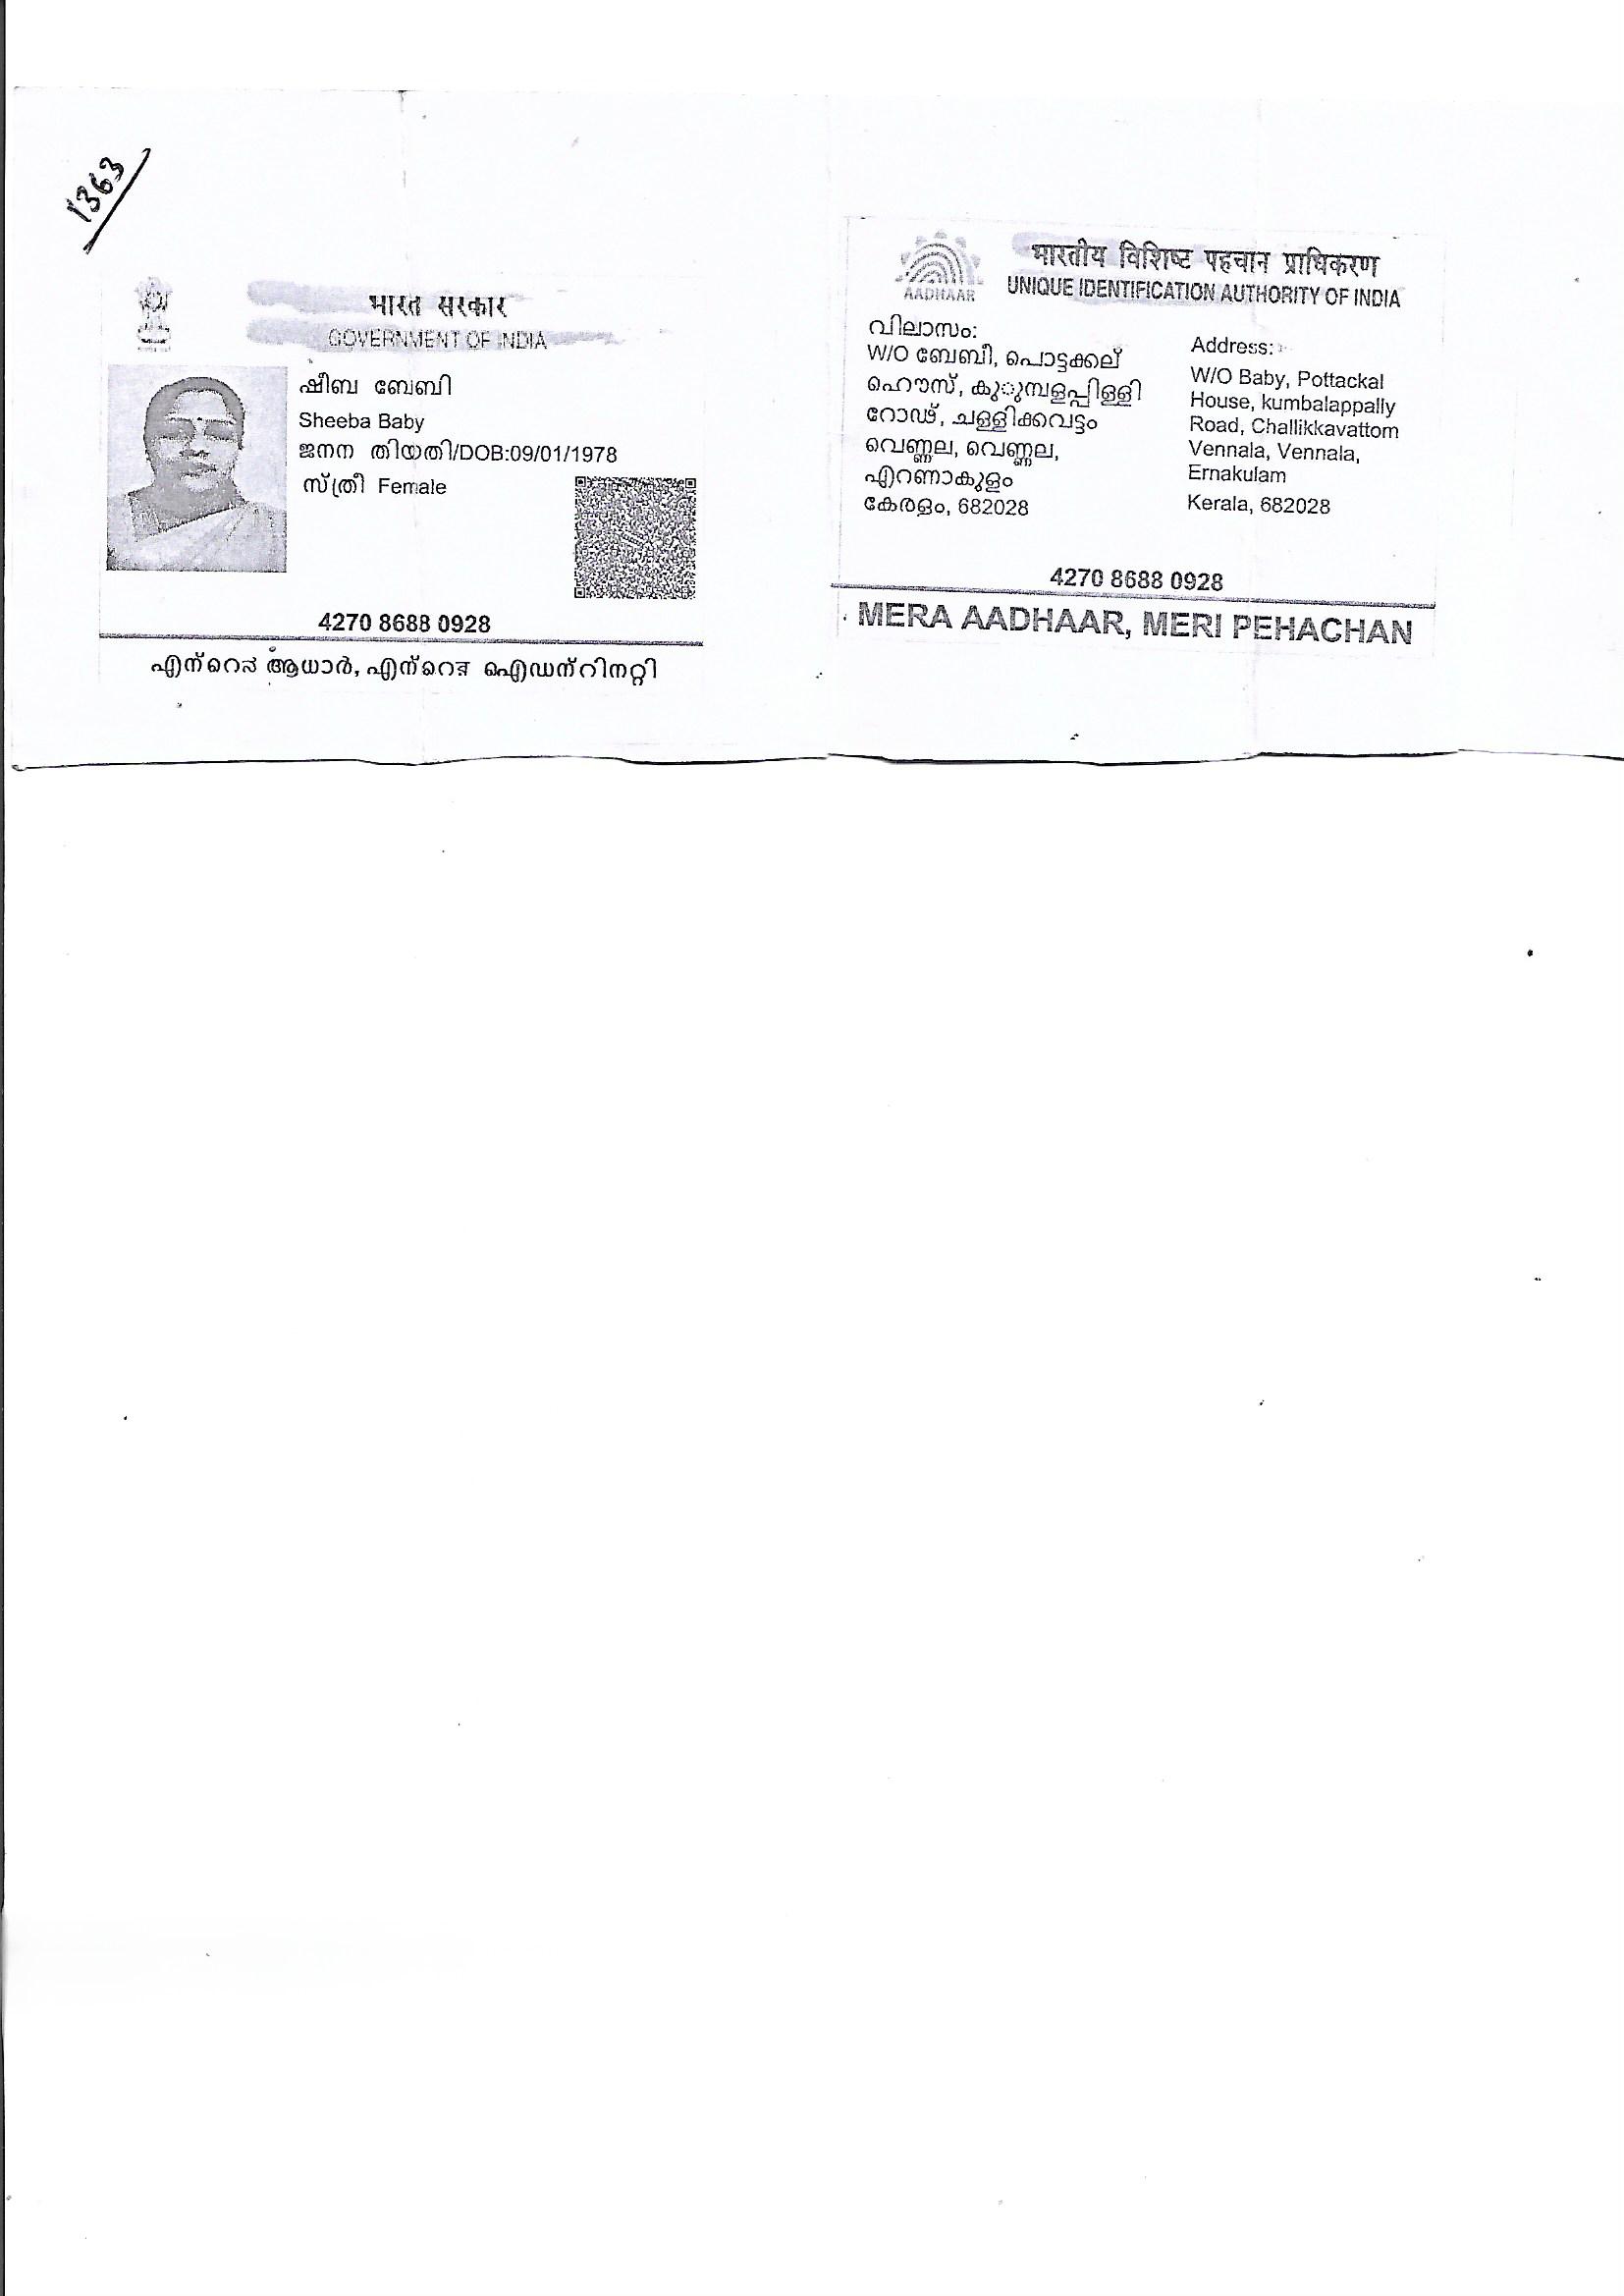 1363
भारत सरकार
GOVERNMENT OF INDIA
ഷീബ ബേബി
Sheeba Baby
ജനന തിയതി/DOB:09/01/1978
സ്ത്രീ Female
4270 8688 0928
എന്റെ ആധാർ, എന്റെ ഐഡന്റിറ്റി
भारतीय विशिष्ट पहचान प्राधिकरण
UNIQUE IDENTIFICATION AUTHORITY OF INDIA
AADHAAR
വിലാസം:
W/O ബേബി, പൊട്ടക്കല്
ഹൌസ്, കുുമ്പളപ്പിള്ളി
റോഢ്, ചള്ളിക്കവട്ടം
വെണ്ണല, വെണ്ണല,
എറണാകുളം
കേരളം, 682028
Address:
W/O Baby, Pottackal
House, kumbalappally
Road, Challikkavattom
Vennala, Vennala,
Ernakulam
Kerala, 682028
4270 8688 0928
MERA AADHAAR, MERI PEHACHAN